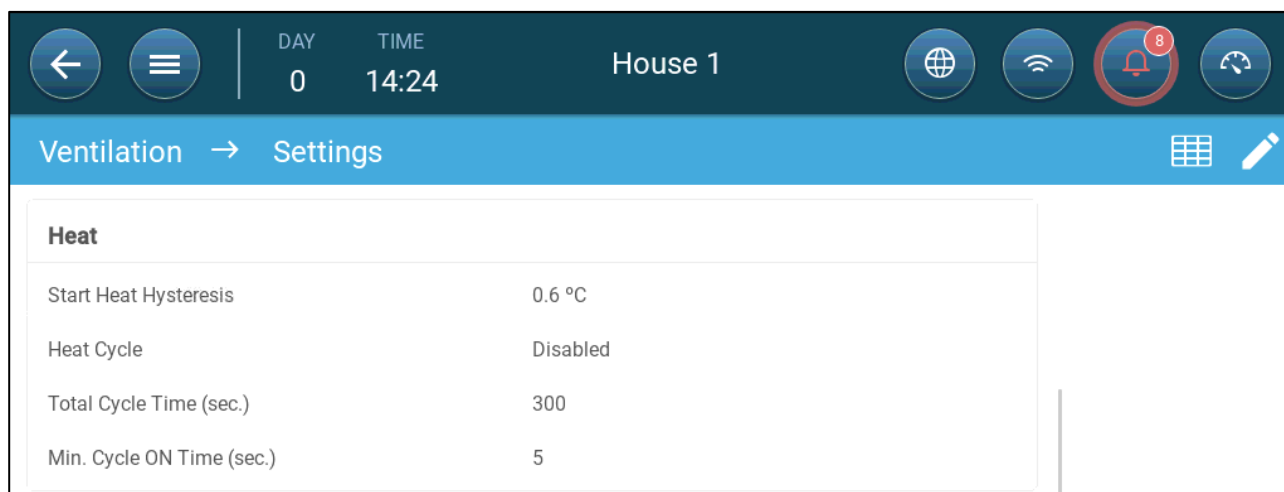 DAY TIME
0 14:24 House 1 8
Ventilation → Settings
Heat
Start Heat Hysteresis 0.6 ºC
Heat Cycle Disabled
Total Cycle Time (sec.) 300
Min. Cycle ON Time (sec.) 5